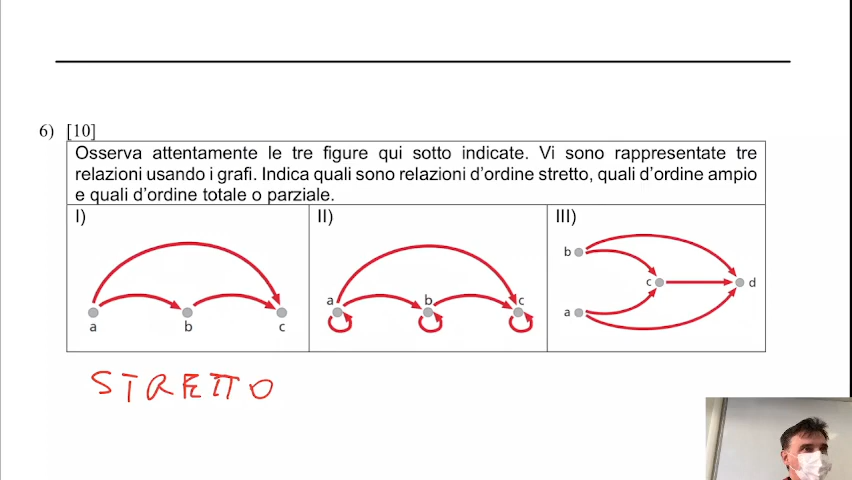 6) [10]
Osserva attentamente le tre figure qui sotto indicate. Vi sono rappresentate tre
relazioni usando i grafi. Indica quali sono relazioni d'ordine stretto, quali d'ordine ampio
e quali d'ordine totale o parziale.
I)
II)
III)
a
b
c
a
b
c
b
c
d
a
STRETTO